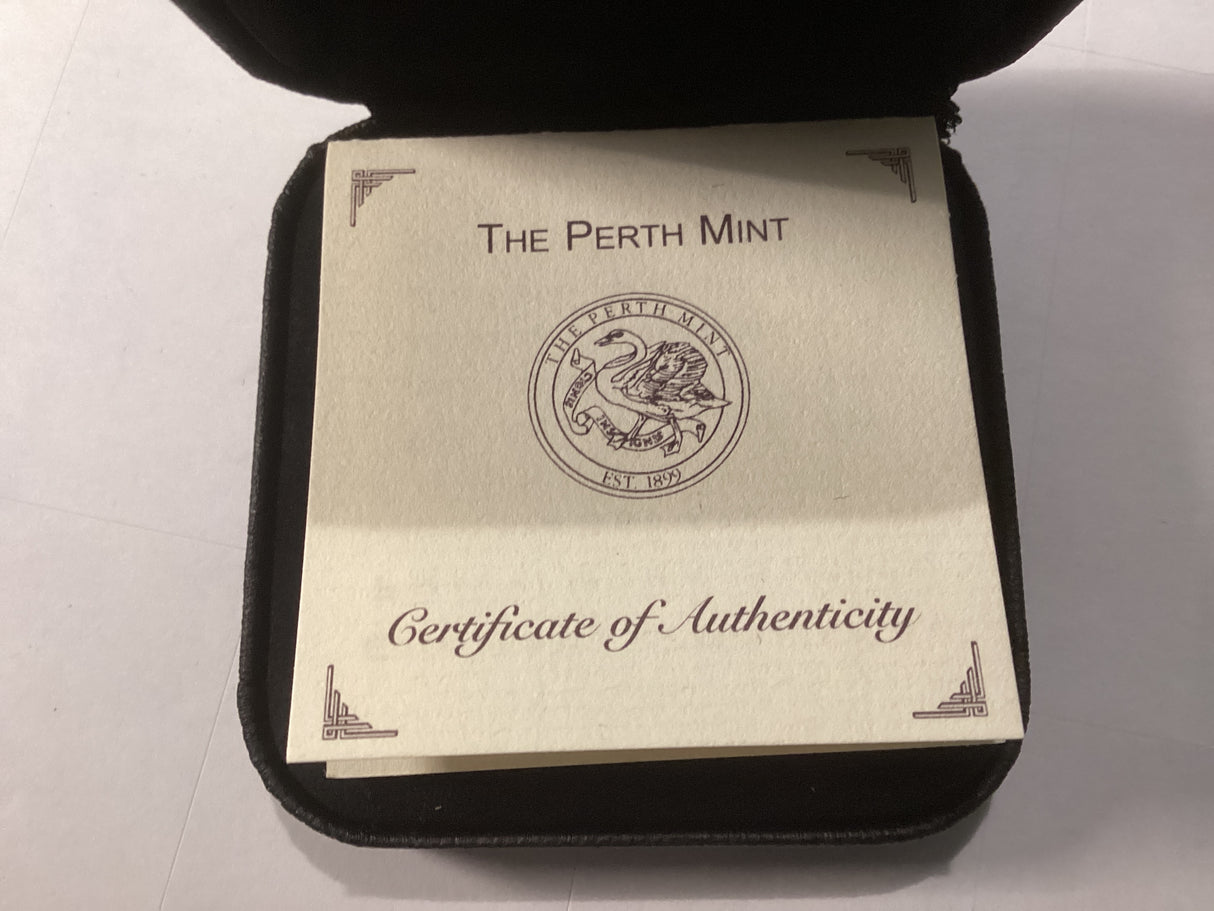 THE PERTH MINT
THE PERTH MINT
EST. 1899
Certificate of Authenticity